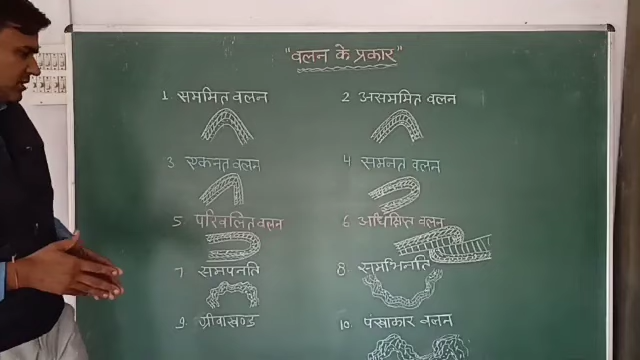 "वलन के प्रकार"
1. सममित वलन
2 असममित वलन
3 एकनत वलन
4 समनत वलन
5. परिवलित वलन
6 अधिक्षिप्त वलन
7 समपनति
8 समभिनति
9. ग्रीवाखण्ड
10. पंखाकार वलन